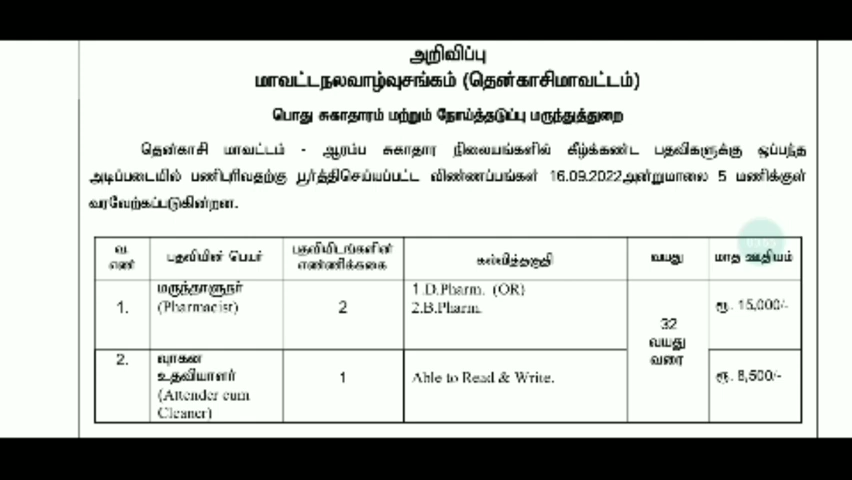 அறிவிப்பு
மாவட்டநலவாழ்வுசங்கம் (தென்காசிமாவட்டம்)
பொது சுகாதாரம் மற்றும் நோய்த்தடுப்பு மருந்துத்துறை
தென்காசி மாவட்டம் - ஆரம்ப சுகாதார நிலையங்களில் கீழ்க்கண்ட பதவிகளுக்கு ஒப்பந்த
அடிப்படையில் பணிபுரிவதற்கு பூர்த்திசெய்யப்பட்ட விண்ணப்பங்கள் 16.09.2022அன்றுமாலை 5 மணிக்குள்
வரவேற்கப்படுகின்றன.
வ. எண் பதவியின் பெயர் பதவியிடங்களின் எண்ணிக்கை கல்வித்தகுதி வயது மாத ஊதியம்
1. மருந்தாளுநர் (Pharmacist) 2 1.D.Pharm. (OR) 2.B.Pharm. 32 வயது வரை ரூ. 15,000/-
2. வாகன உதவியாளர் (Attender cum Cleaner) 1 Able to Read & Write. ரூ. 8,500/-